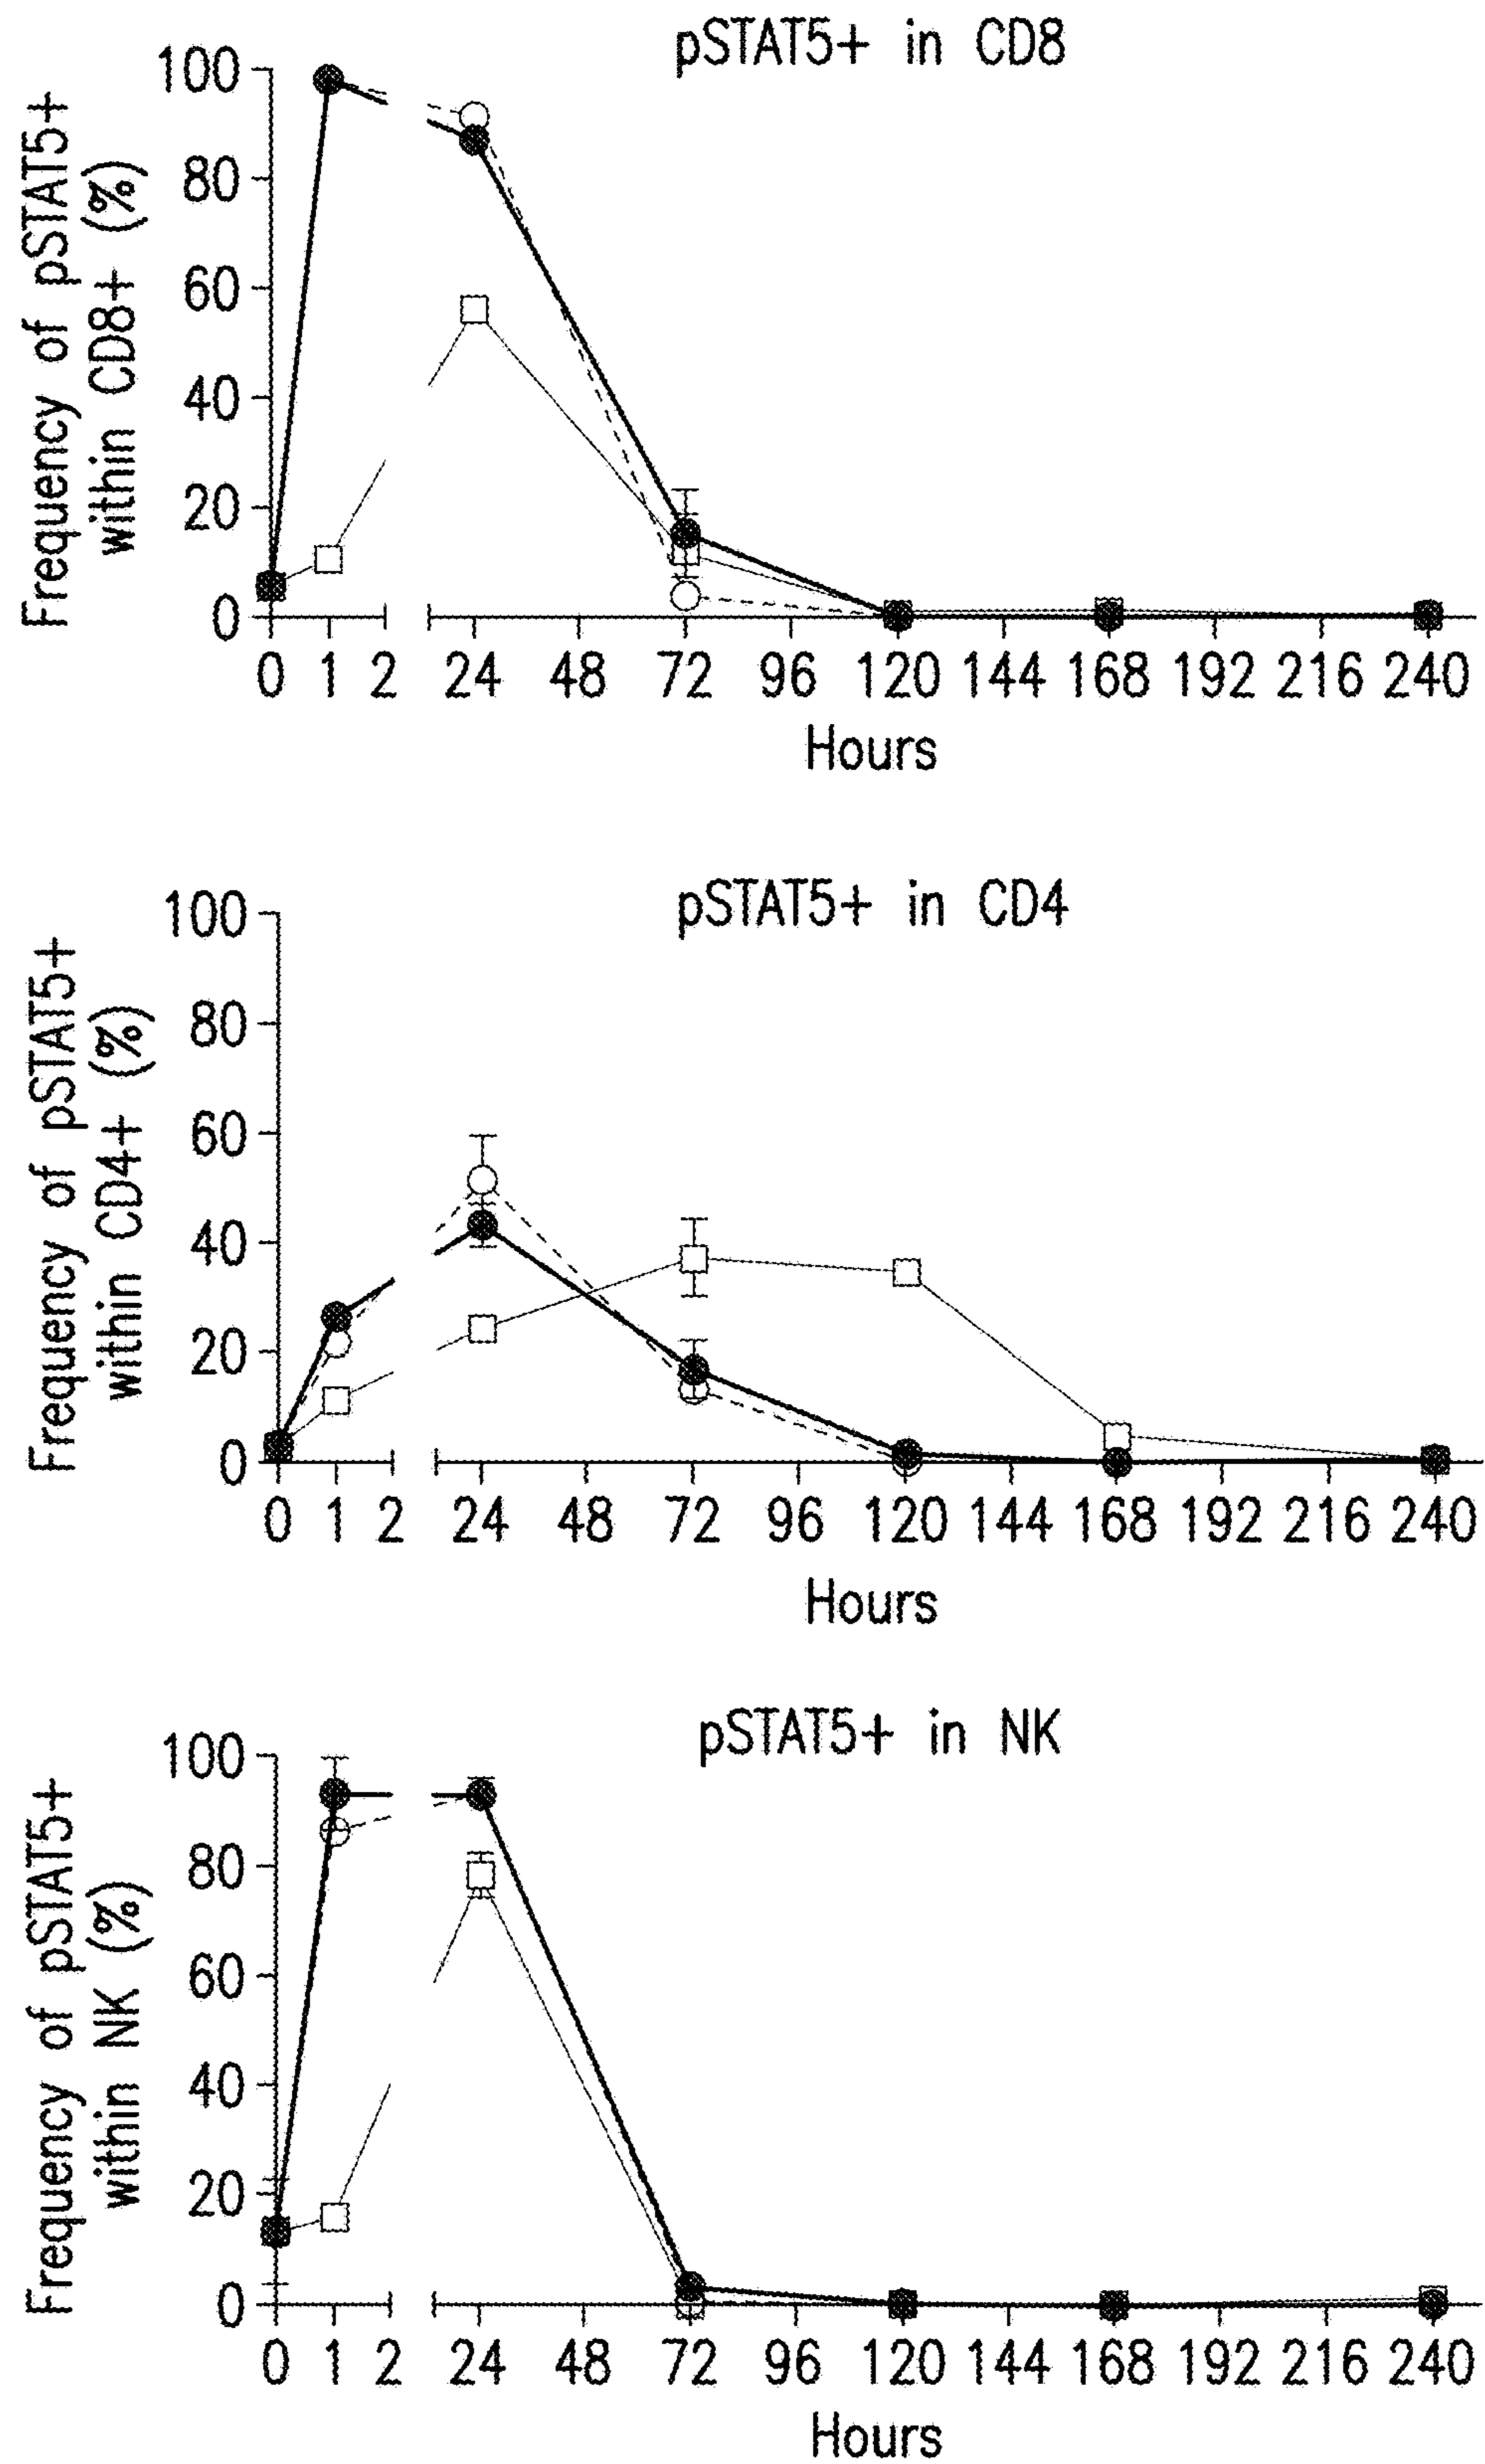 pSTAT5+ in CD8
Frequency of pSTAT5+
within CD8+ (%)
100
80
60
40
20
0
0 1 2 24 48 72 96 120 144 168 192 216 240
Hours
pSTAT5+ in CD4
Frequency of pSTAT5+
within CD4+ (%)
100
80
60
40
20
0
0 1 2 24 48 72 96 120 144 168 192 216 240
Hours
pSTAT5+ in NK
Frequency of pSTAT5+
within NK (%)
100
80
60
40
20
0
0 1 2 24 48 72 96 120 144 168 192 216 240
Hours